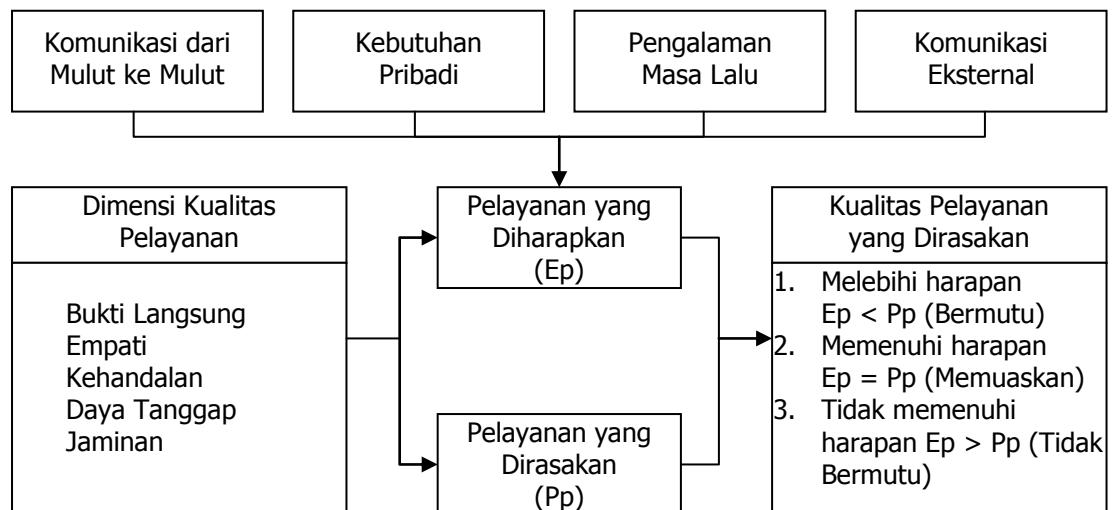 Komunikasi dari
Mulut ke Mulut
Kebutuhan
Pribadi
Pengalaman
Masa Lalu
Komunikasi
Eksternal
Dimensi Kualitas
Pelayanan
Bukti Langsung
Empati
Kehandalan
Daya Tanggap
Jaminan
Pelayanan yang
Diharapkan
(Ep)
Pelayanan yang
Dirasakan
(Pp)
Kualitas Pelayanan
yang Dirasakan
1. Melebihi harapan
Ep < Pp (Bermutu)
2. Memenuhi harapan
Ep = Pp (Memuaskan)
3. Tidak memenuhi
harapan Ep > Pp (Tidak
Bermutu)